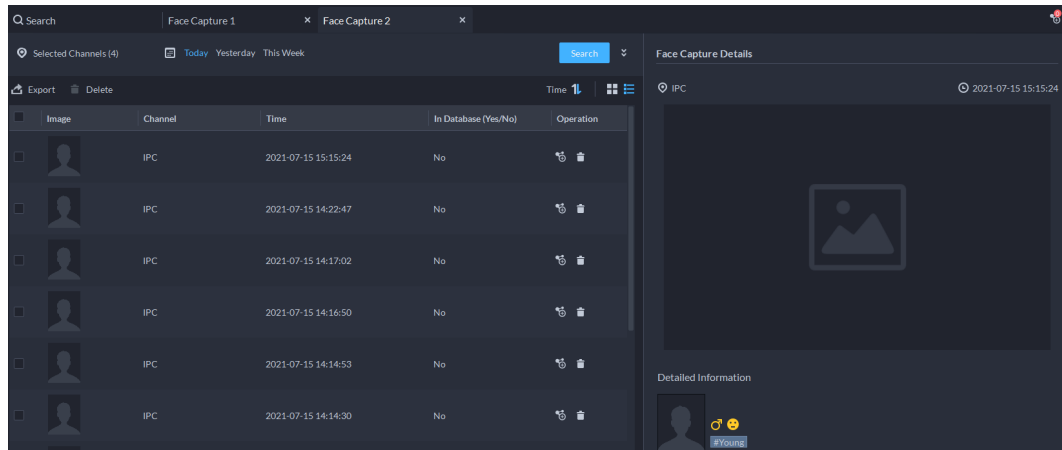 Search
Face Capture 1 × Face Capture 2 ×
Selected Channels (4) Today Yesterday This Week Search
Export Delete Time
Image Channel Time In Database (Yes/No) Operation
IPC 2021-07-15 15:15:24 No
IPC 2021-07-15 14:22:47 No
IPC 2021-07-15 14:17:02 No
IPC 2021-07-15 14:16:50 No
IPC 2021-07-15 14:14:53 No
IPC 2021-07-15 14:14:30 No
Face Capture Details
IPC 2021-07-15 15:15:24
Detailed Information
#Young